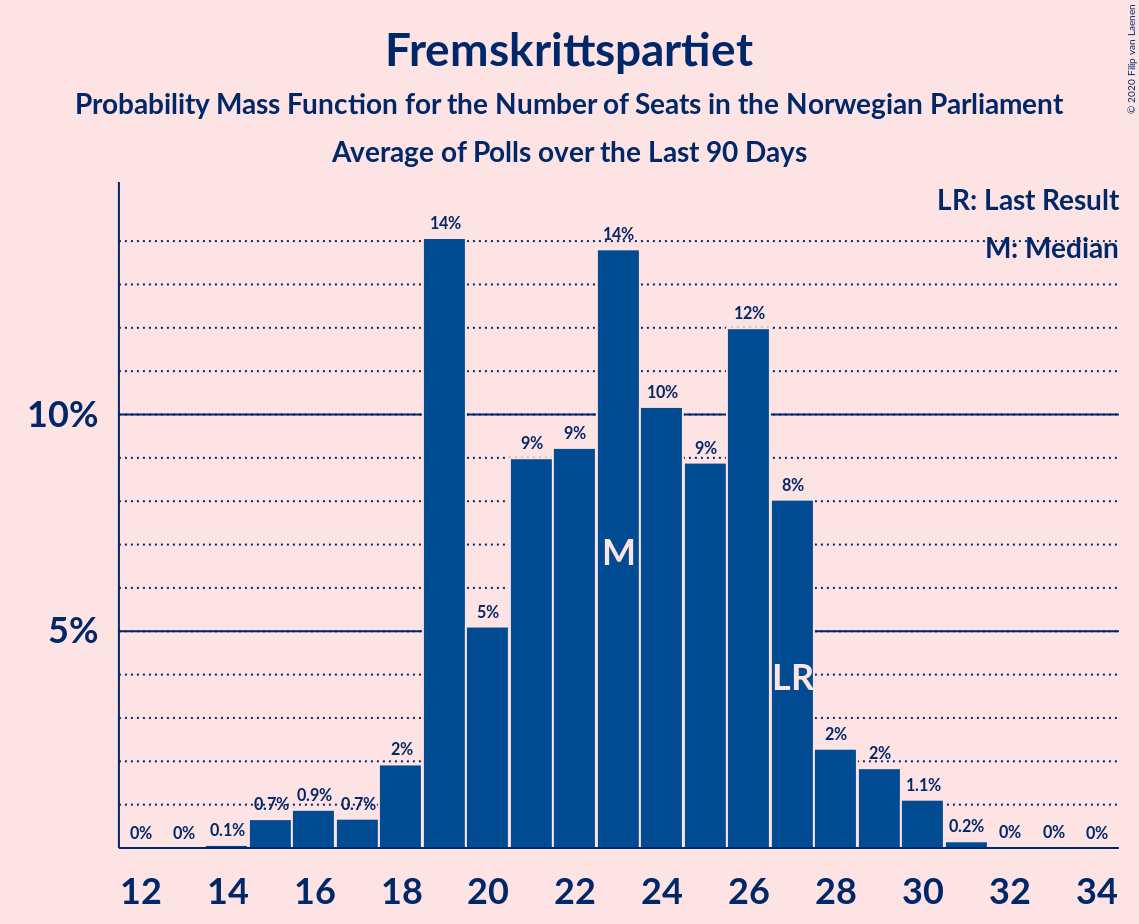 Fremskrittspartiet
Probability Mass Function for the Number of Seats in the Norwegian Parliament
Average of Polls over the Last 90 Days
© 2020 Filip van Laenen
LR: Last Result
M: Median
10%
5%
0%
0%
0.1%
0.7%
0.9%
0.7%
2%
14%
5%
9%
9%
14%
10%
9%
12%
8%
2%
2%
1.1%
0.2%
0%
0%
0%
M
LR
12 14 16 18 20 22 24 26 28 30 32 34